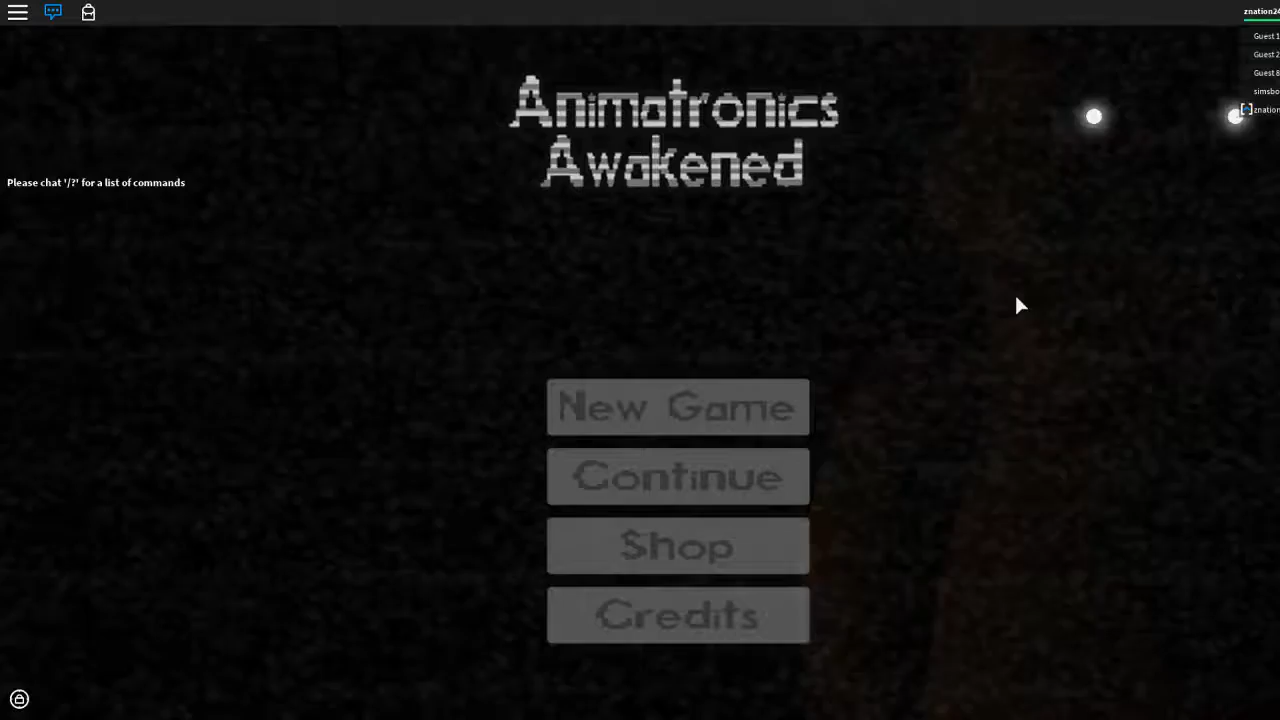 Guest 1
Guest 2
Guest 8
Animatronics
Awakened
Please chat '/?' for a list of commands
New Game
Continue
Shop
Credits